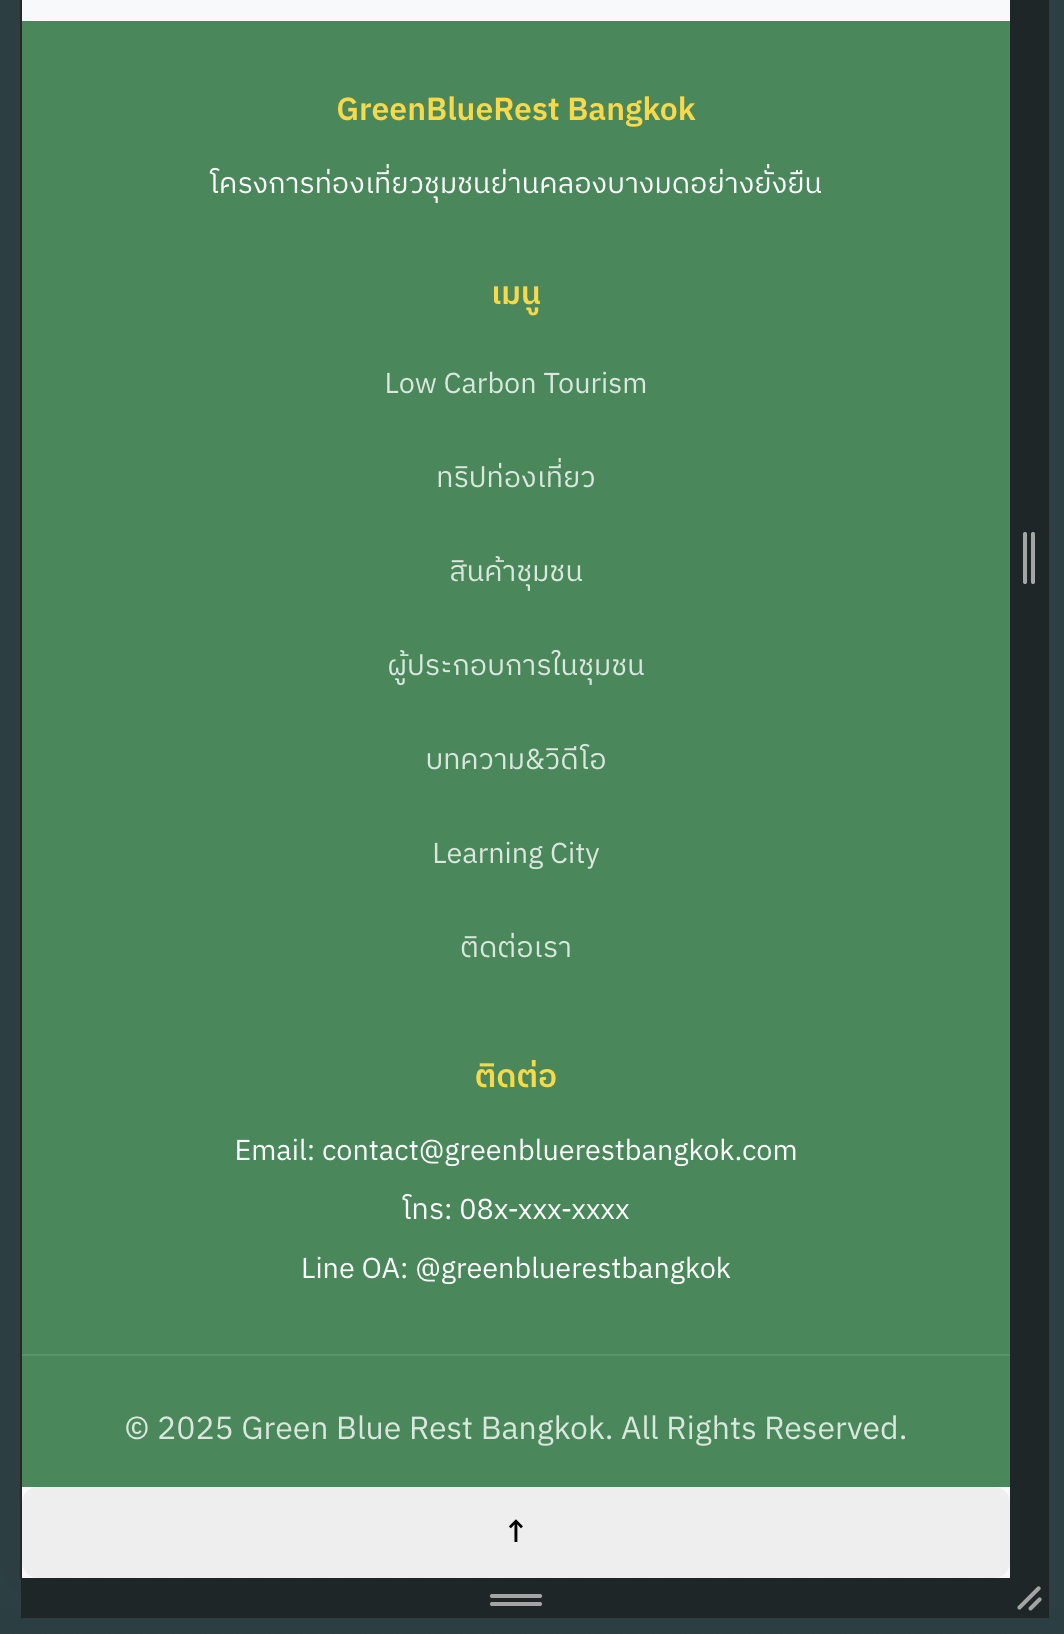 GreenBlueRest Bangkok
โครงการท่องเที่ยวชุมชนย่านคลองบางมดอย่างยั่งยืน
เมนู
Low Carbon Tourism
ทริปท่องเที่ยว
สินค้าชุมชน
ผู้ประกอบการในชุมชน
บทความ&วิดีโอ
Learning City
ติดต่อเรา
ติดต่อ
Email: contact@greenbluerestbangkok.com
โทร: 08x-xxx-xxxx
Line OA: @greenbluerestbangkok
© 2025 Green Blue Rest Bangkok. All Rights Reserved.
↑